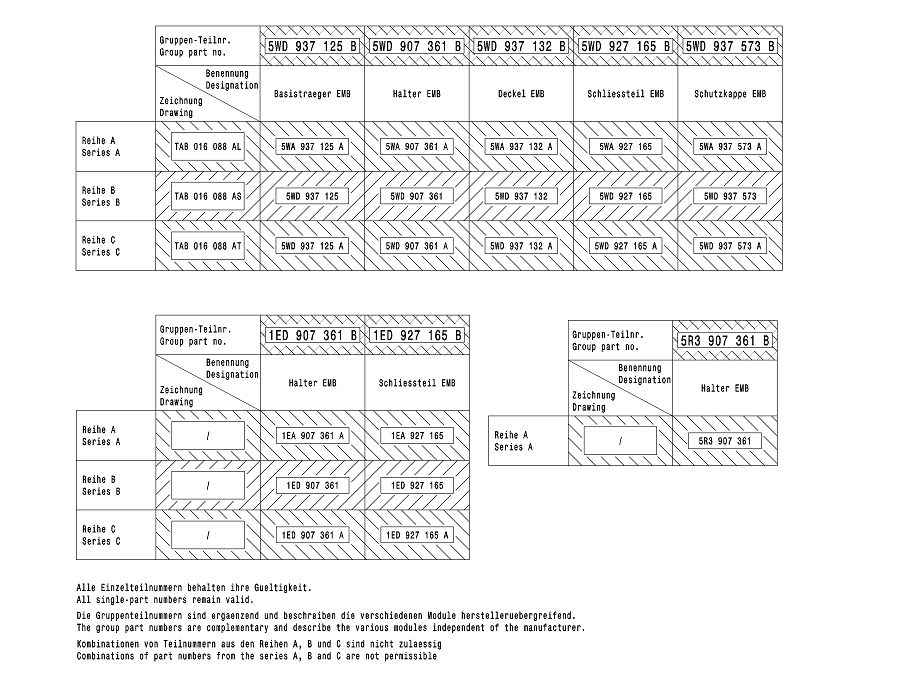 Gruppen-Teilnr.
Group part no.
5WD 937 125 B
5WD 907 361 B
5WD 937 132 B
5WD 927 165 B
5WD 937 573 B
Benennung
Designation
Zeichnung
Drawing
Basistraeger EMB
Halter EMB
Deckel EMB
Schliessteil EMB
Schutzkappe EMB
Reihe A
Series A
TAB 016 088 AL
5WA 937 125 A
5WA 907 361 A
5WA 937 132 A
5WA 927 165
5WA 937 573 A
Reihe B
Series B
TAB 016 088 AS
5WD 937 125
5WD 907 361
5WD 937 132
5WD 927 165
5WD 937 573
Reihe C
Series C
TAB 016 088 AT
5WD 937 125 A
5WD 907 361 A
5WD 937 132 A
5WD 927 165 A
5WD 937 573 A
Gruppen-Teilnr.
Group part no.
1ED 907 361 B
1ED 927 165 B
Benennung
Designation
Zeichnung
Drawing
Halter EMB
Schliessteil EMB
Reihe A
Series A
/
1EA 907 361 A
1EA 927 165
Reihe B
Series B
/
1ED 907 361
1ED 927 165
Reihe C
Series C
/
1ED 907 361 A
1ED 927 165 A
Gruppen-Teilnr.
Group part no.
5R3 907 361 B
Benennung
Designation
Zeichnung
Drawing
Halter EMB
Reihe A
Series A
/
5R3 907 361
Alle Einzelteilnummern behalten ihre Gueltigkeit.
All single-part numbers remain valid.
Die Gruppenteilnummern sind ergaenzend und beschreiben die verschiedenen Module herstelleruebergreifend.
The group part numbers are complementary and describe the various modules independent of the manufacturer.
Kombinationen von Teilnummern aus den Reihen A, B und C sind nicht zulaessig
Combinations of part numbers from the series A, B and C are not permissible